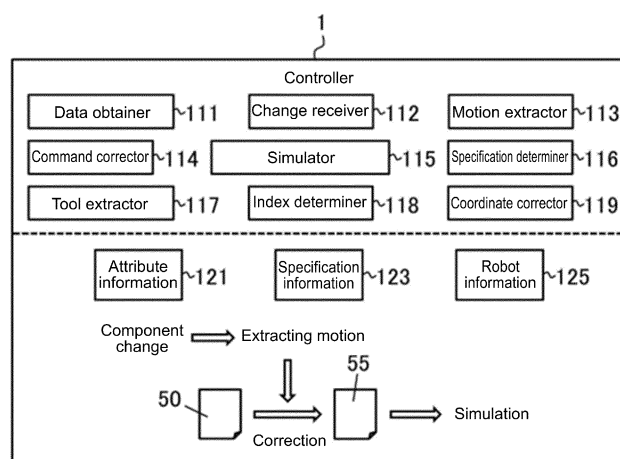 1
Controller
Data obtainer 111 Change receiver 112 Motion extractor 113
Command corrector 114 Simulator 115 Specification determiner 116
Tool extractor 117 Index determiner 118 Coordinate corrector 119
Attribute information 121
Specification information 123
Robot information 125
Component change
Extracting motion
50
55
Correction
Simulation